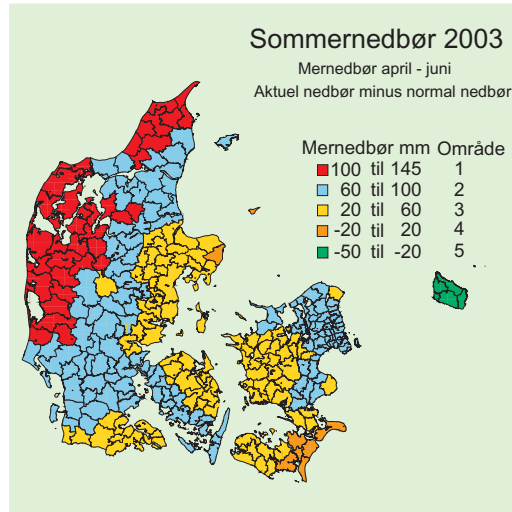 Sommernedbør 2003
Mernedbør april - juni
Aktuel nedbør minus normal nedbør
Mernedbør mm Område
100 til 145 1
60 til 100 2
20 til 60 3
-20 til 20 4
-50 til -20 5